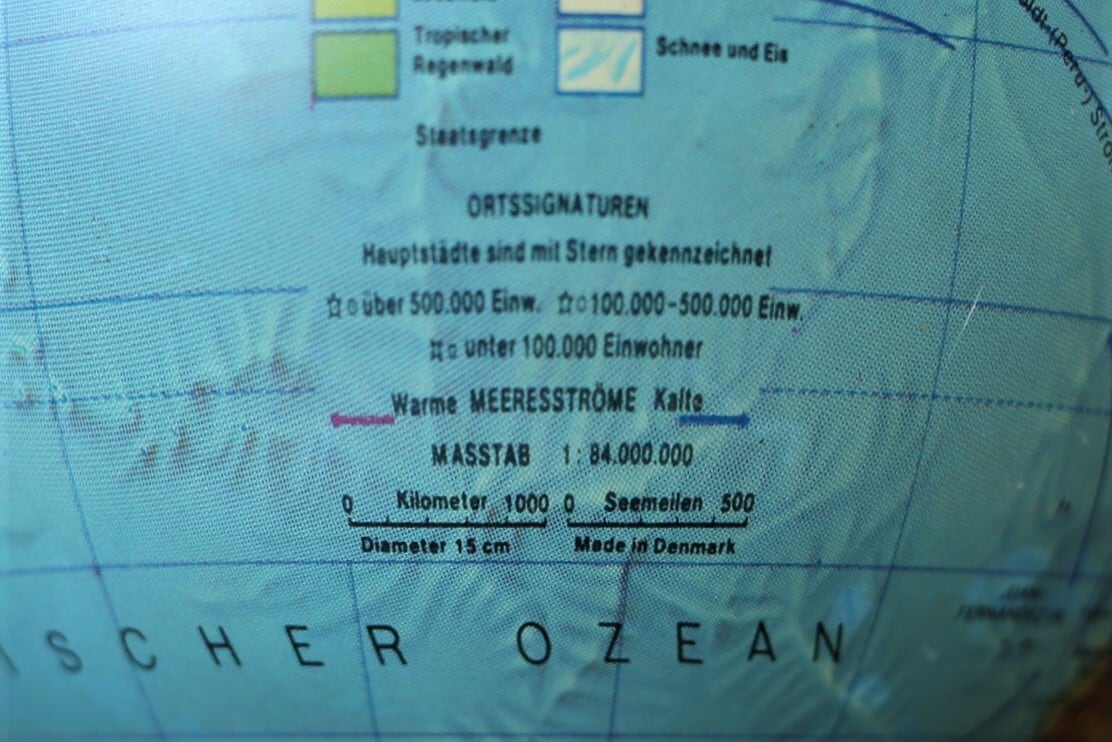 Tropischer
Regenwald
Schnee und Eis
Staatsgrenze
ORTSSIGNATUREN
Hauptstädte sind mit Stern gekennzeichnet
☆○ über 500.000 Einw. ☆○ 100.000-500.000 Einw.
¤○ unter 100.000 Einwohner
Warme MEERESSTRÖME Kalte
MASSTAB 1 : 84.000.000
0 Kilometer 1000 0 Seemeilen 500
Diameter 15 cm Made in Denmark
ISCHER OZEAN
(Peru-)